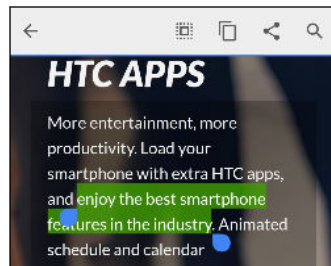 HTC APPS
More entertainment, more
productivity. Load your
smartphone with extra HTC apps,
and enjoy the best smartphone
features in the industry. Animated
schedule and calendar